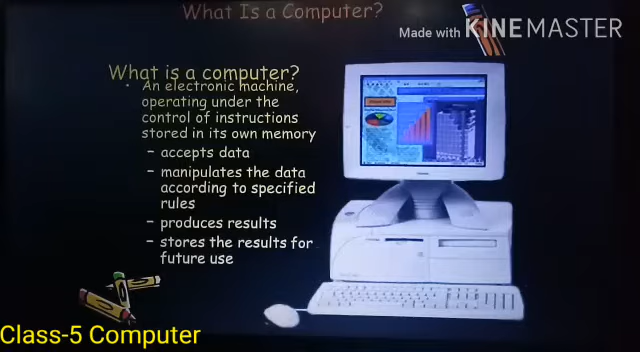 What Is a Computer?
Made with KINEMASTER
What is a computer?
• An electronic machine,
operating under the
control of instructions
stored in its own memory
– accepts data
– manipulates the data
according to specified
rules
– produces results
– stores the results for
future use
Class-5 Computer